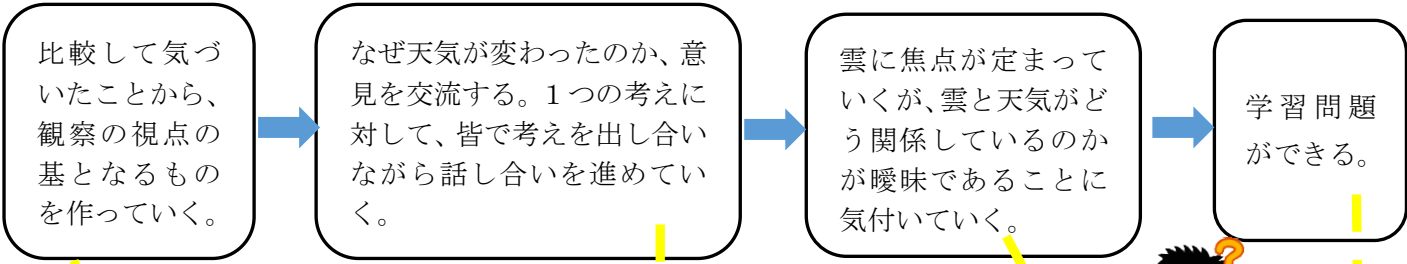 比較して気づ
いたことから、
観察の視点の
基となるもの
を作っていく。
なぜ天気が変わったのか、意
見を交流する。１つの考えに
対して、皆で考えを出し合い
ながら話し合いを進めてい
く。
雲に焦点が定まって
いくが、雲と天気がど
う関係しているのか
が曖昧であることに
気付いていく。
学習問題
ができる。
?